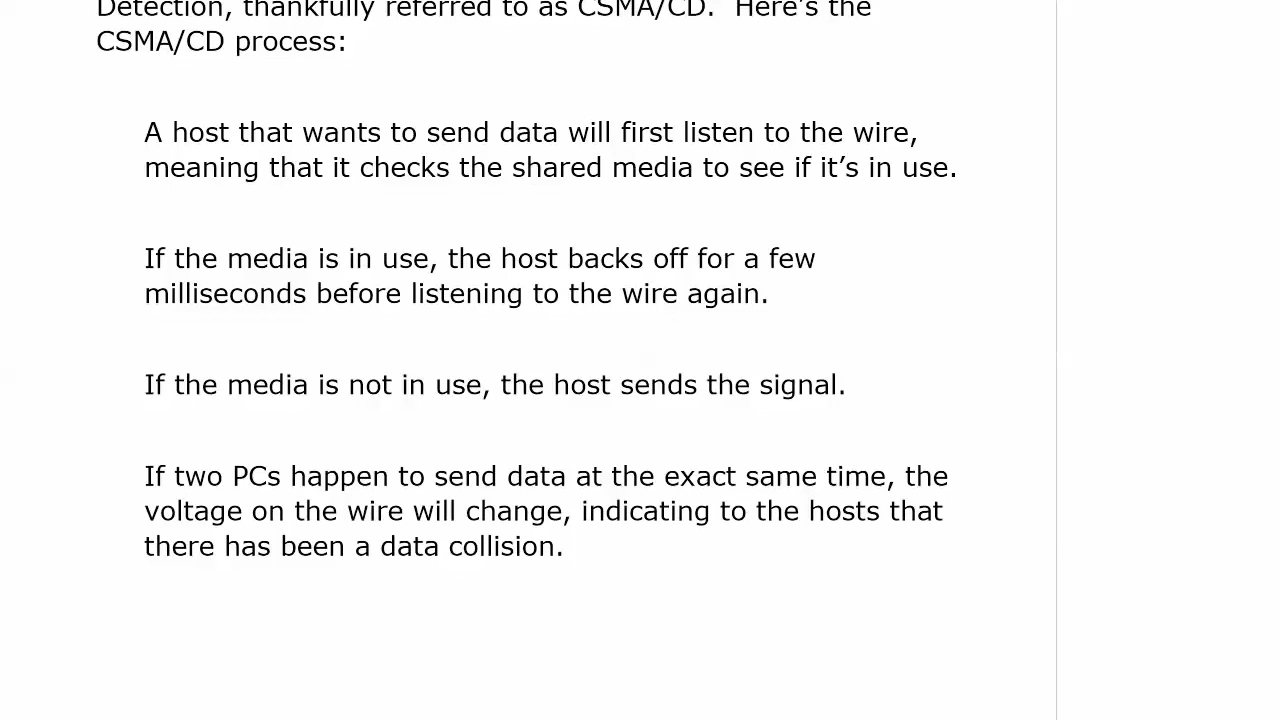 Detection, thankfully referred to as CSMA/CD.  Here’s the
CSMA/CD process:
A host that wants to send data will first listen to the wire,
meaning that it checks the shared media to see if it’s in use.
If the media is in use, the host backs off for a few
milliseconds before listening to the wire again.
If the media is not in use, the host sends the signal.
If two PCs happen to send data at the exact same time, the
voltage on the wire will change, indicating to the hosts that
there has been a data collision.